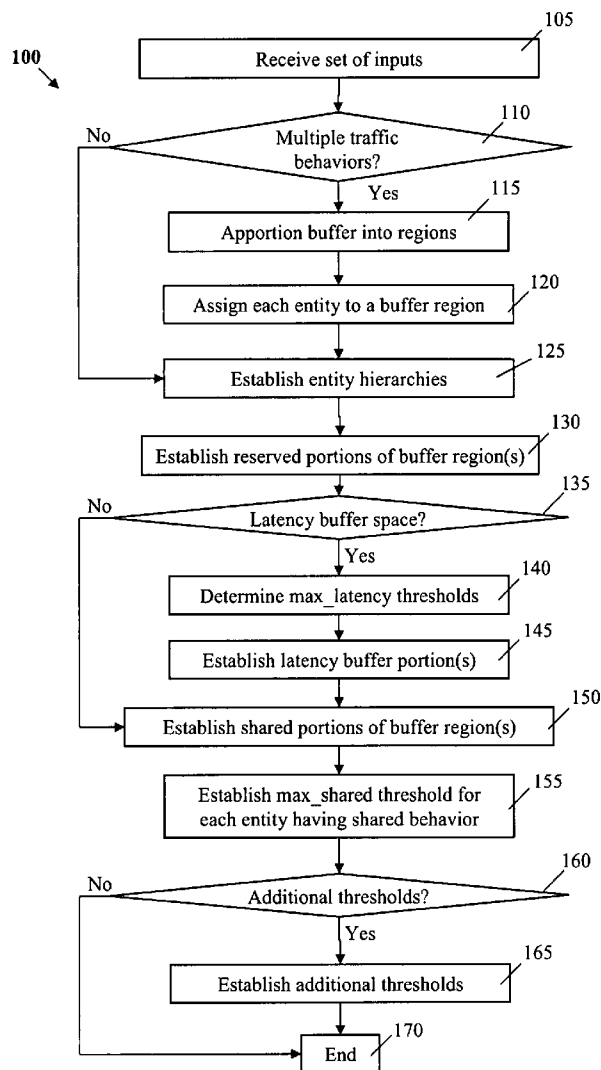 105
100
Receive set of inputs
110
No
Multiple traffic
behaviors?
Yes
115
Apportion buffer into regions
120
Assign each entity to a buffer region
125
Establish entity hierarchies
130
Establish reserved portions of buffer region(s)
No
135
Latency buffer space?
Yes
140
Determine max_latency thresholds
145
Establish latency buffer portion(s)
150
Establish shared portions of buffer region(s)
155
Establish max_shared threshold for
each entity having shared behavior
160
No
Additional thresholds?
Yes
165
Establish additional thresholds
170
End